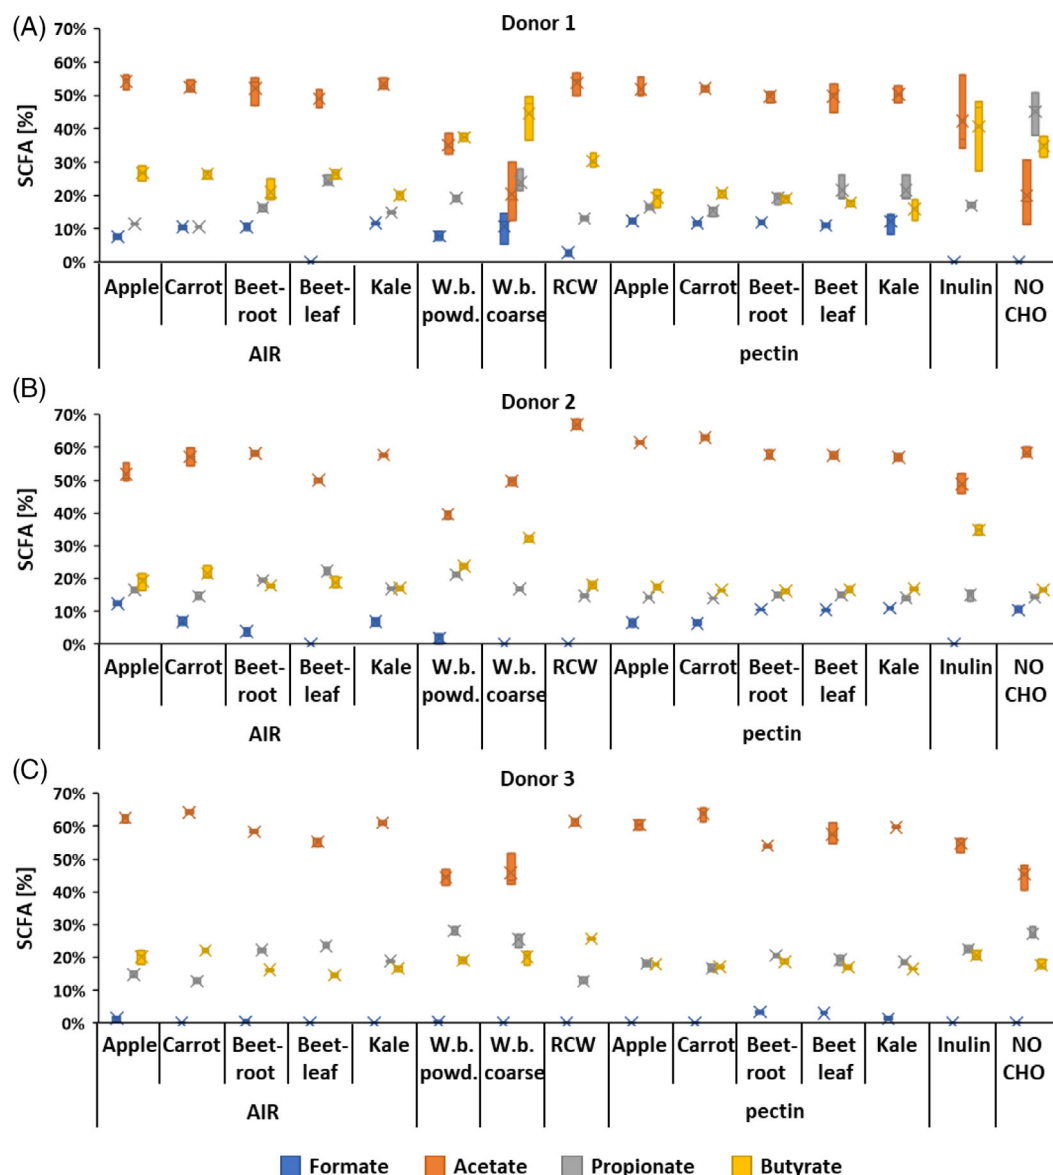 (A)
Donor 1
SCFA [%]
70%
60%
50%
40%
30%
20%
10%
0%
Apple Carrot Beet- Beet- Kale W.b. W.b. RCW Apple Carrot Beet- Beet Kale Inulin NO
root leaf powd. coarse root leaf CHO
AIR pectin
(B)
Donor 2
SCFA [%]
70%
60%
50%
40%
30%
20%
10%
0%
Apple Carrot Beet- Beet- Kale W.b. W.b. RCW Apple Carrot Beet- Beet Kale Inulin NO
root leaf powd. coarse root leaf CHO
AIR pectin
(C)
Donor 3
SCFA [%]
70%
60%
50%
40%
30%
20%
10%
0%
Apple Carrot Beet- Beet- Kale W.b. W.b. RCW Apple Carrot Beet- Beet Kale Inulin NO
root leaf powd. coarse root leaf CHO
AIR pectin
Formate Acetate Propionate Butyrate